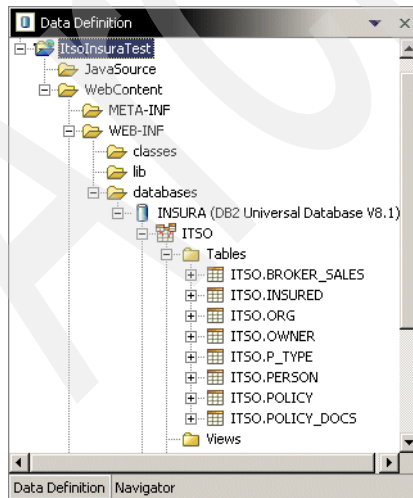 Data Definition
ItsoInsuraTest
JavaSource
WebContent
META-INF
WEB-INF
classes
lib
databases
INSURA (DB2 Universal Database V8.1)
ITSO
Tables
ITSO.BROKER_SALES
ITSO.INSURED
ITSO.ORG
ITSO.OWNER
ITSO.P_TYPE
ITSO.PERSON
ITSO.POLICY
ITSO.POLICY_DOCS
Views
Data Definition Navigator